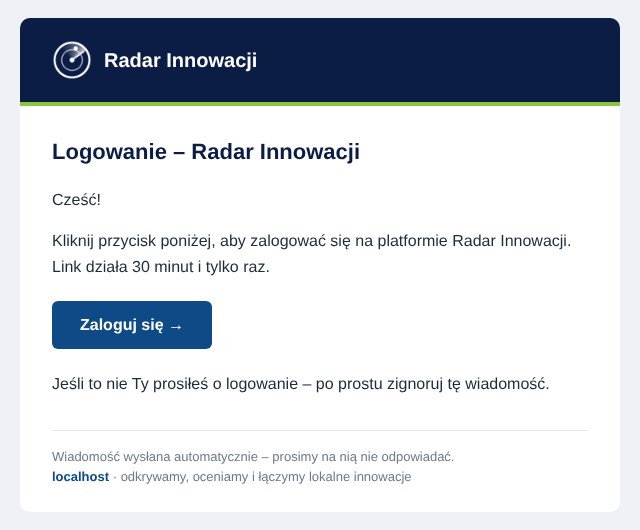 Radar Innowacji
Logowanie – Radar Innowacji
Cześć!
Kliknij przycisk poniżej, aby zalogować się na platformie Radar Innowacji.
Link działa 30 minut i tylko raz.
Zaloguj się →
Jeśli to nie Ty prosiłeś o logowanie – po prostu zignoruj tę wiadomość.
Wiadomość wysłana automatycznie – prosimy na nią nie odpowiadać.
localhost · odkrywamy, oceniamy i łączymy lokalne innowacje